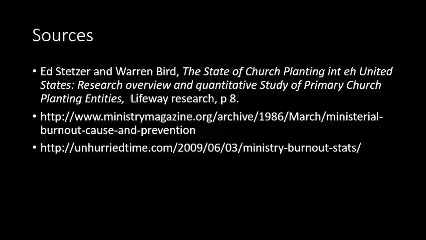 Sources
• Ed Stetzer and Warren Bird, The State of Church Planting int eh United
States: Research overview and quantitative Study of Primary Church
Planting Entities, Lifeway research, p 8.
• http://www.ministrymagazine.org/archive/1986/March/ministerial-
burnout-cause-and-prevention
• http://unhurriedtime.com/2009/06/03/ministry-burnout-stats/